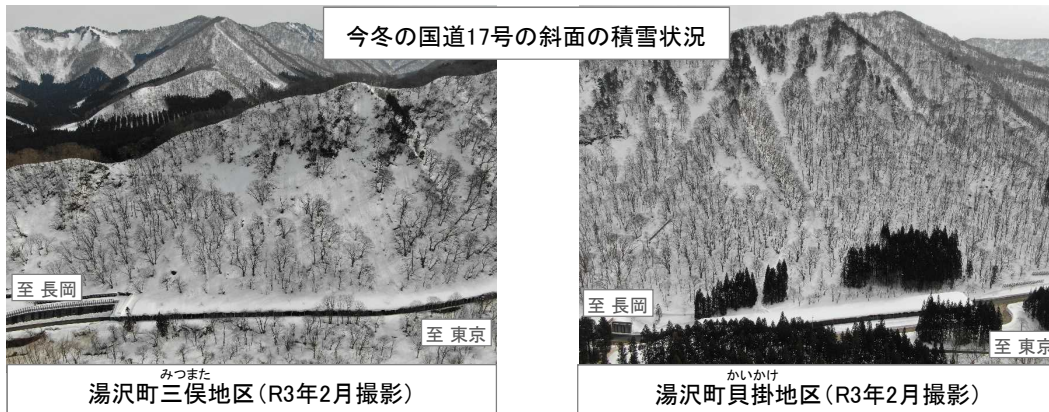 今冬の国道17号の斜面の積雪状況
至 長岡
至 東京
みつまた
湯沢町三俣地区(R3年2月撮影)
至 長岡
至 東京
かいかけ
湯沢町貝掛地区(R3年2月撮影)